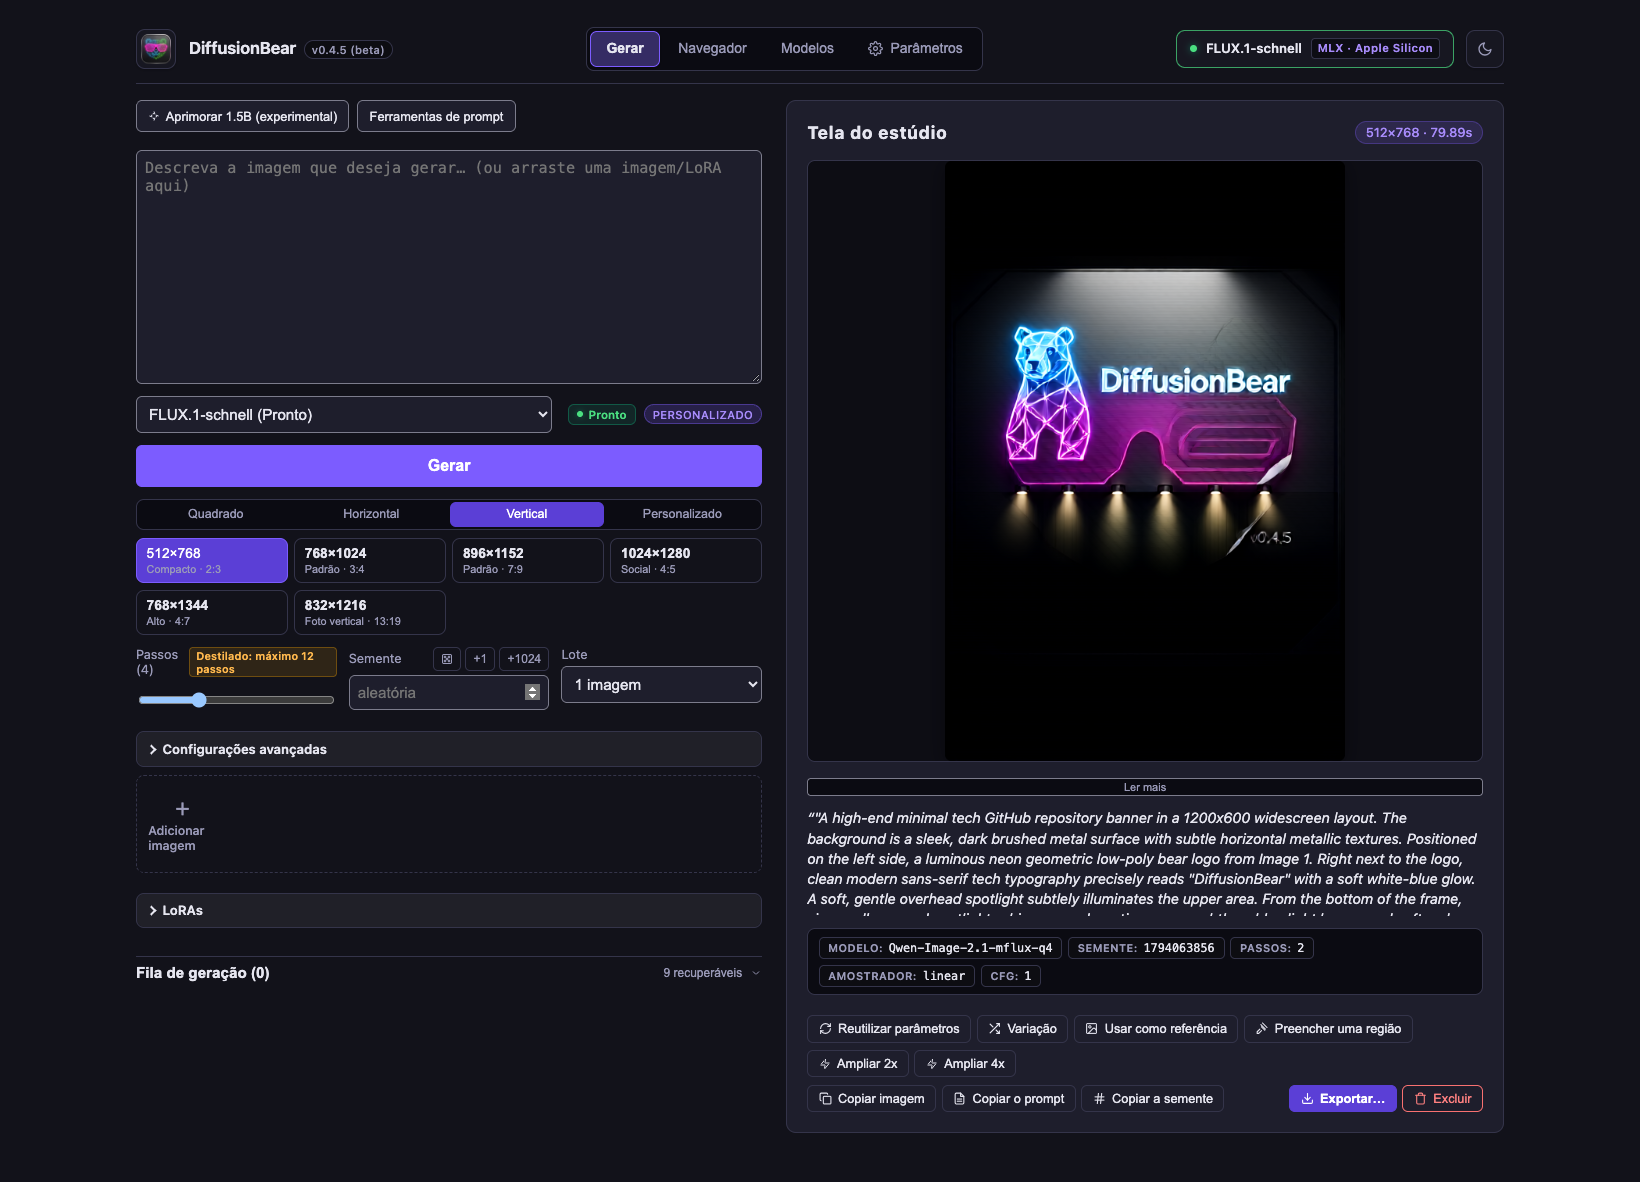 DiffusionBear v0.4.5 (beta)
Gerar Navegador Modelos Parâmetros
FLUX.1-schnell MLX · Apple Silicon
Aprimorar 1.5B (experimental) Ferramentas de prompt
Descreva a imagem que deseja gerar… (ou arraste uma imagem/LoRA
aqui)
FLUX.1-schnell (Pronto) Pronto PERSONALIZADO
Gerar
Quadrado Horizontal Vertical Personalizado
512×768 768×1024 896×1152 1024×1280
Compacto · 2:3 Padrão · 3:4 Padrão · 7:9 Social · 4:5
768×1344 832×1216
Alto · 4:7 Foto vertical · 13:19
Passos
(4)
Destilado: máximo 12
passos
Semente +1 +1024
aleatória
Lote
1 imagem
Configurações avançadas
Adicionar
imagem
LoRAs
Fila de geração (0) 9 recuperáveis
Tela do estúdio 512×768 · 79.89s
DiffusionBear
v0.4.5
Ler mais
“"A high-end minimal tech GitHub repository banner in a 1200x600 widescreen layout. The
background is a sleek, dark brushed metal surface with subtle horizontal metallic textures. Positioned
on the left side, a luminous neon geometric low-poly bear logo from Image 1. Right next to the logo,
clean modern sans-serif tech typography precisely reads "DiffusionBear" with a soft white-blue glow.
A soft, gentle overhead spotlight subtlely illuminates the upper area. From the bottom of the frame,
MODELO: Qwen-Image-2.1-mflux-q4 SEMENTE: 1794063856 PASSOS: 2
AMOSTRADOR: linear CFG: 1
Reutilizar parâmetros Variação Usar como referência Preencher uma região
Ampliar 2x Ampliar 4x
Copiar imagem Copiar o prompt # Copiar a semente Exportar... Excluir